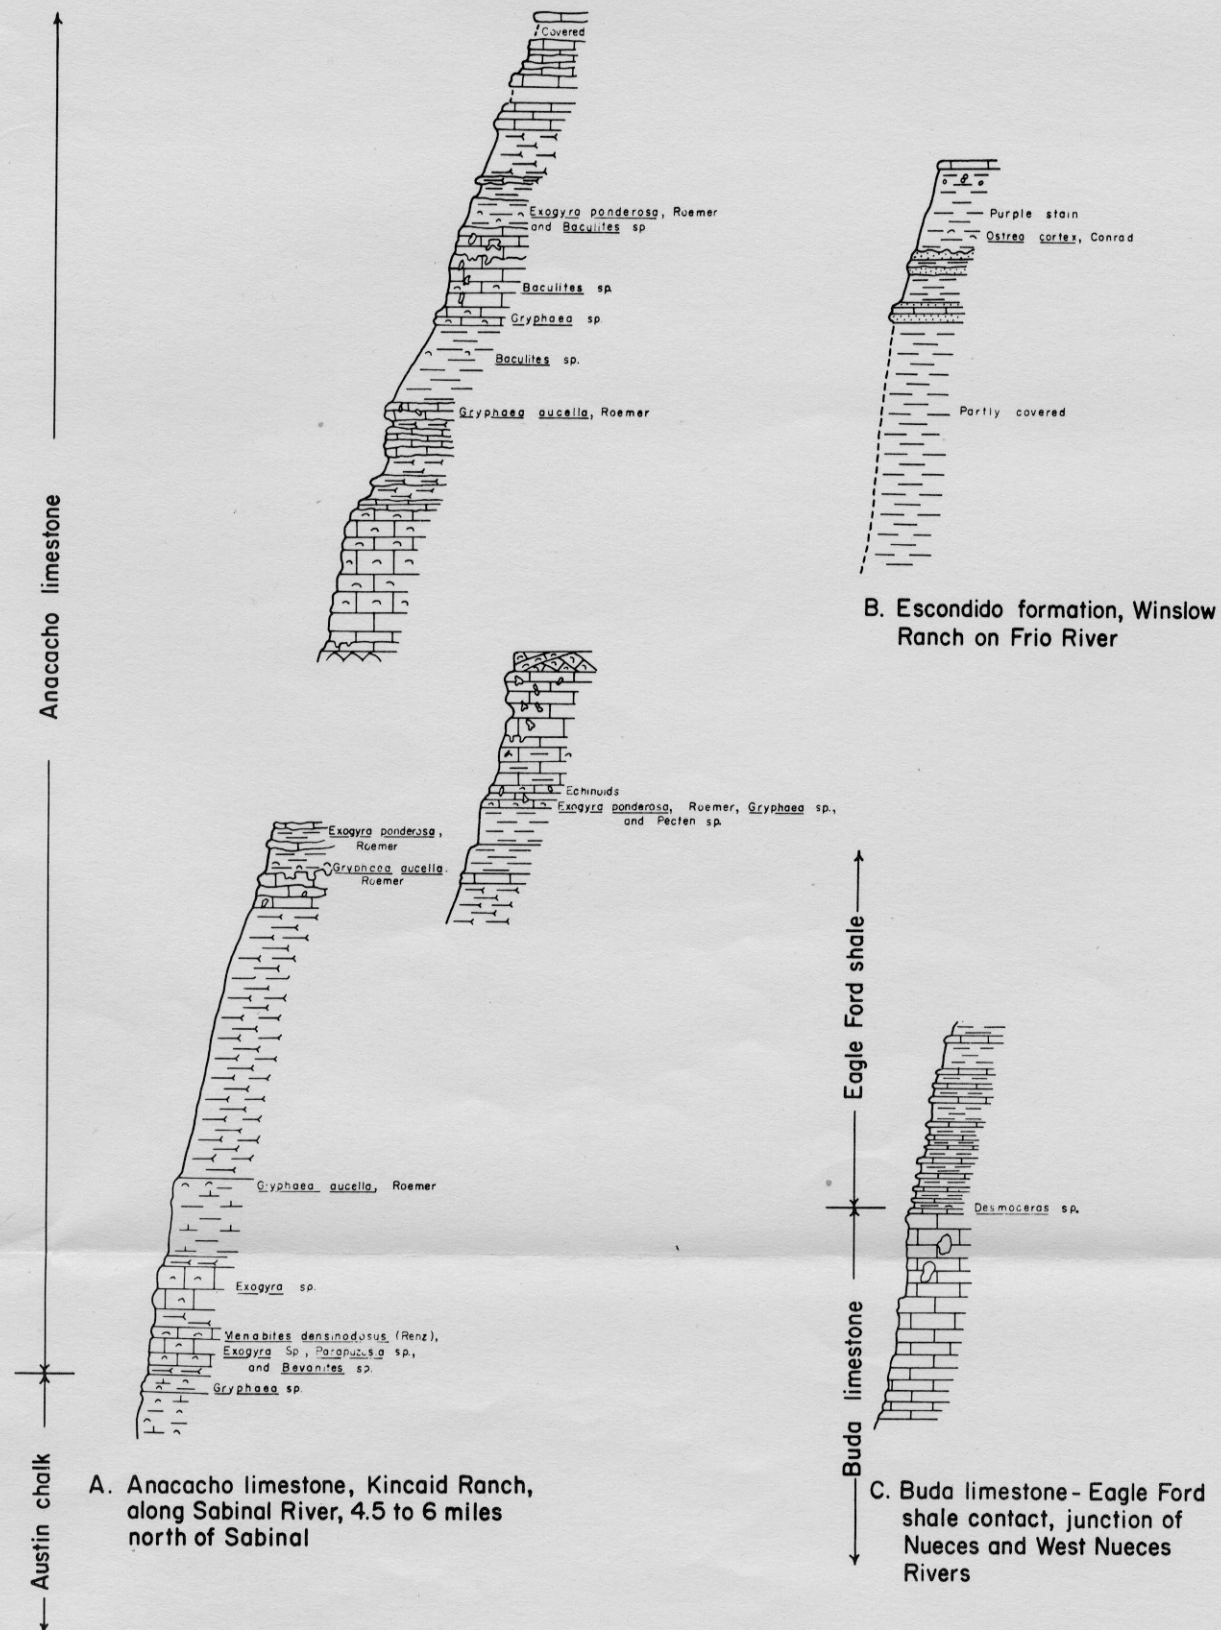 Covered
Exogyra ponderosa, Roemer
and Baculites sp
Baculites sp.
Gryphaea sp.
Baculites sp.
Gryphaea aucella, Roemer
Anacacho limestone
Echinoids
Exogyra ponderosa, Roemer, Gryphaea sp.,
and Pecten sp.
Exogyra ponderosa,
Roemer
Gryphaea aucella.
Roemer
Gryphaea aucella, Roemer
Exogyra sp.
Menabites densinodosus (Renz),
Exogyra Sp, Parapuzosia sp.,
and Bevanites sp.
Gryphaea sp.
Austin chalk
A. Anacacho limestone, Kincaid Ranch,
along Sabinal River, 4.5 to 6 miles
north of Sabinal
Purple stain
Ostrea cortex, Conrad
Partly covered
B. Escondido formation, Winslow
Ranch on Frio River
Eagle Ford shale
Desmoceras sp.
Buda limestone
C. Buda limestone - Eagle Ford
shale contact, junction of
Nueces and West Nueces
Rivers